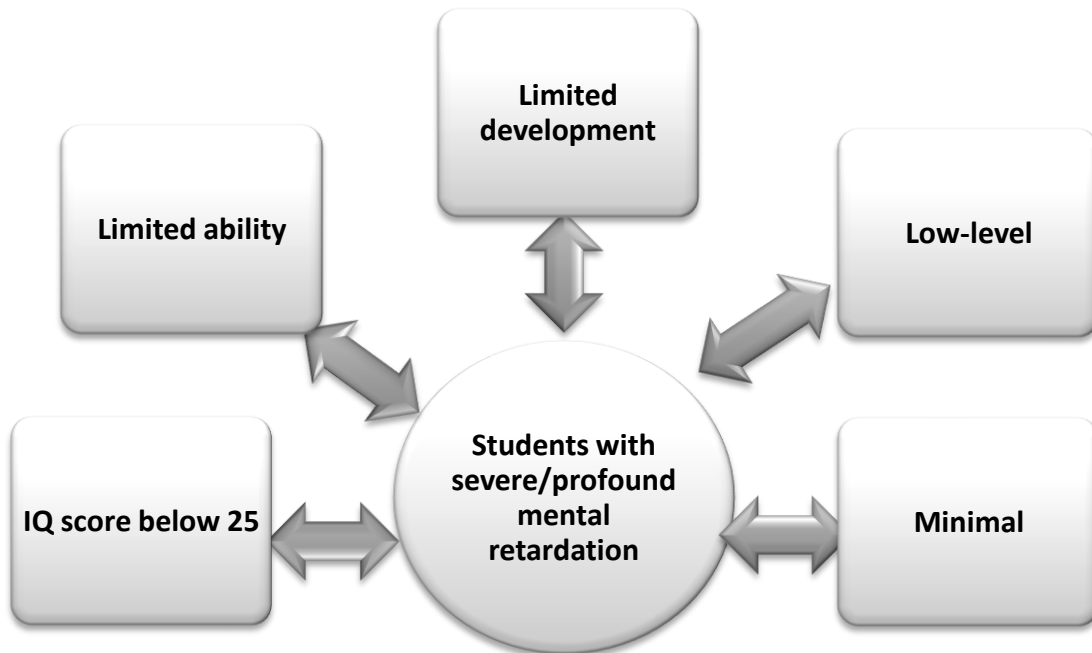 Limited
development
Limited ability
Low-level
IQ score below 25
Students with
severe/profound
mental
retardation
Minimal